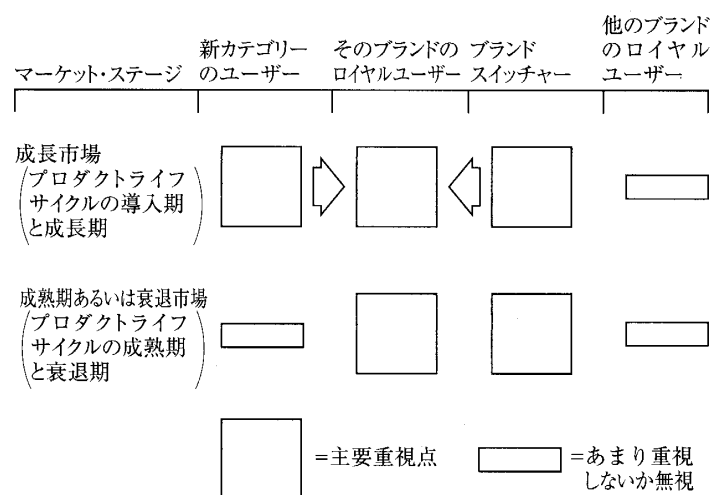 マーケット・ステージ
新カテゴリー
のユーザー
そのブランドの
ロイヤルユーザー
ブランド
スイッチャー
他のブランド
のロイヤル
ユーザー
成長市場
(プロダクトライフ
サイクルの導入期
と成長期)
成熟期あるいは衰退市場
(プロダクトライフ
サイクルの成熟期
と衰退期)
=主要重視点
=あまり重視
しないか無視